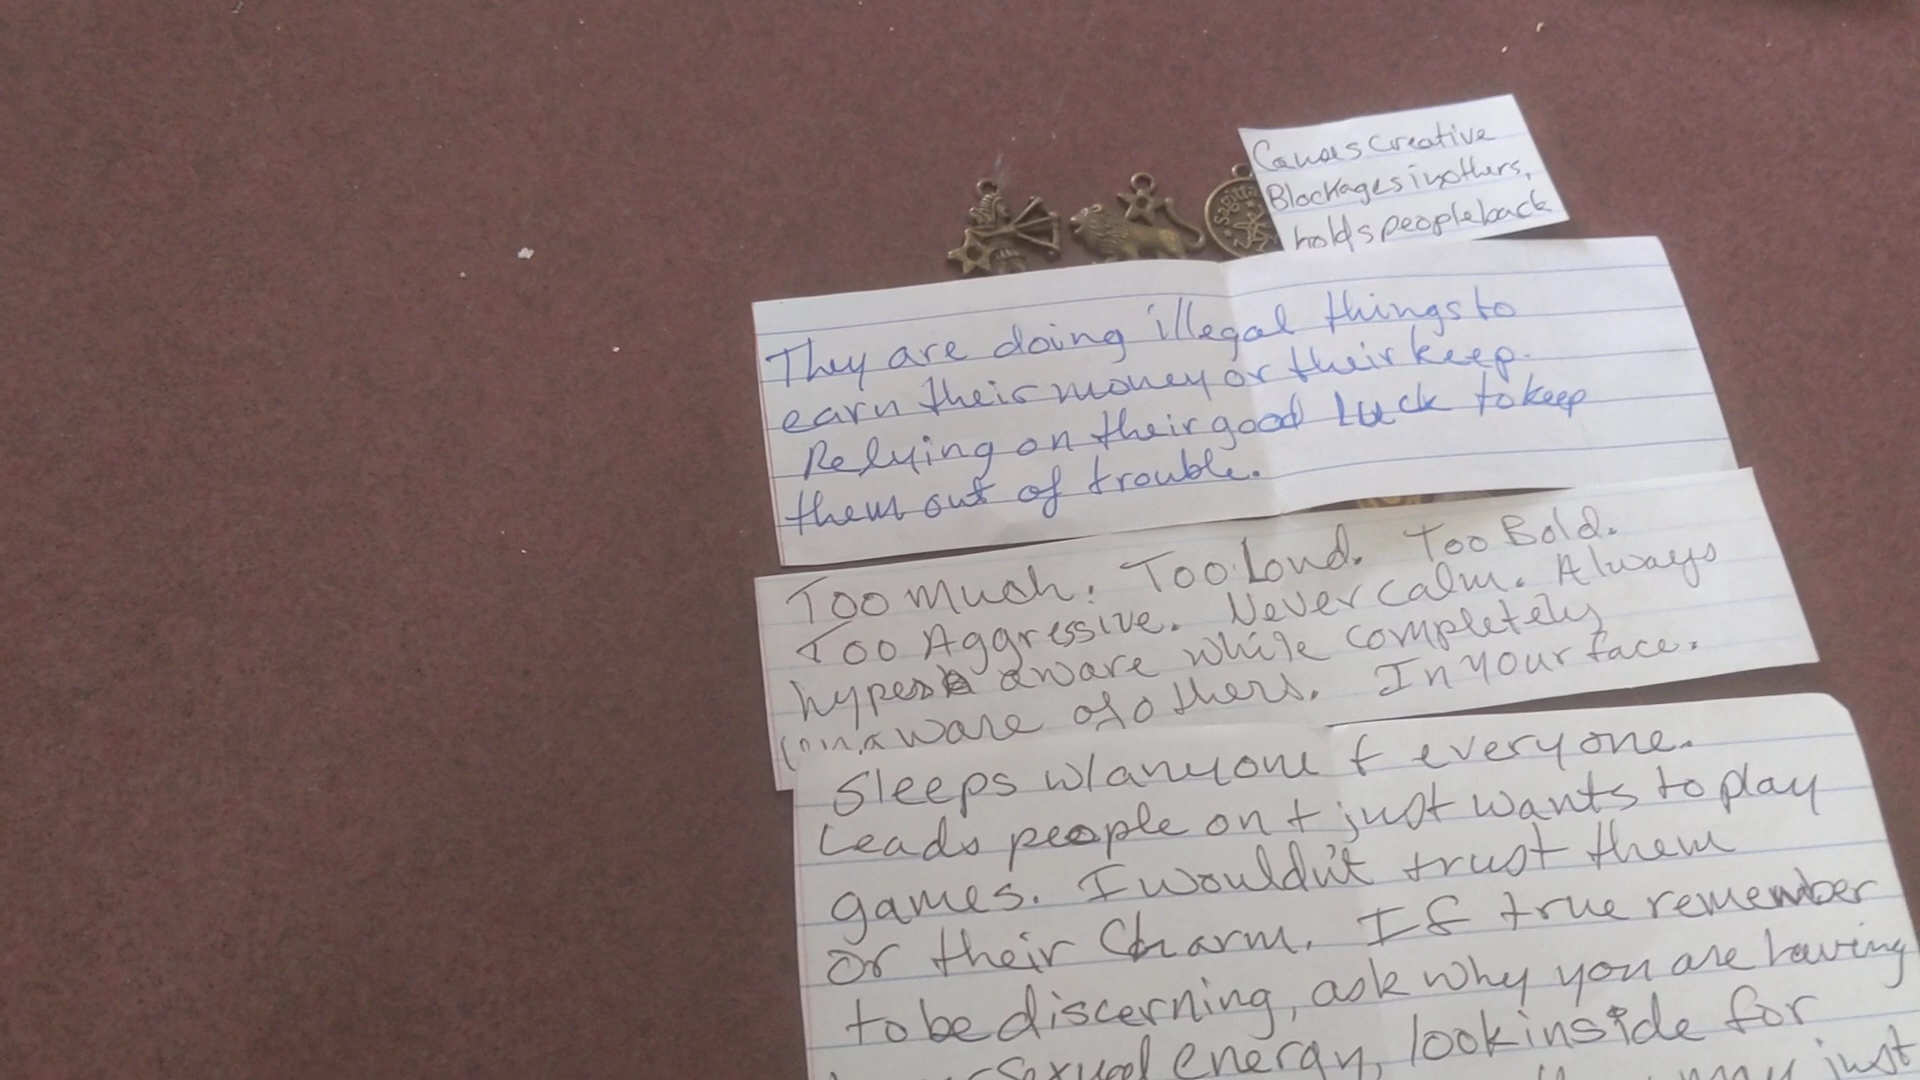 Causes creative
Blockages in others,
holds people back
Sagitta
They are doing illegal things to
earn their money or their keep.
Relying on their good Luck to keep
them out of trouble.
Too much. Too Loud. Too Bold.
Too Aggressive. Never calm. Always
hyper aware while completely
unaware of others. In your face.
Sleeps w/anyone & everyone.
Leads people on + just wants to play
games. I wouldn't trust them
or their Charm. If true remember
to be discerning, ask why you are having
sexual energy, look inside for
just